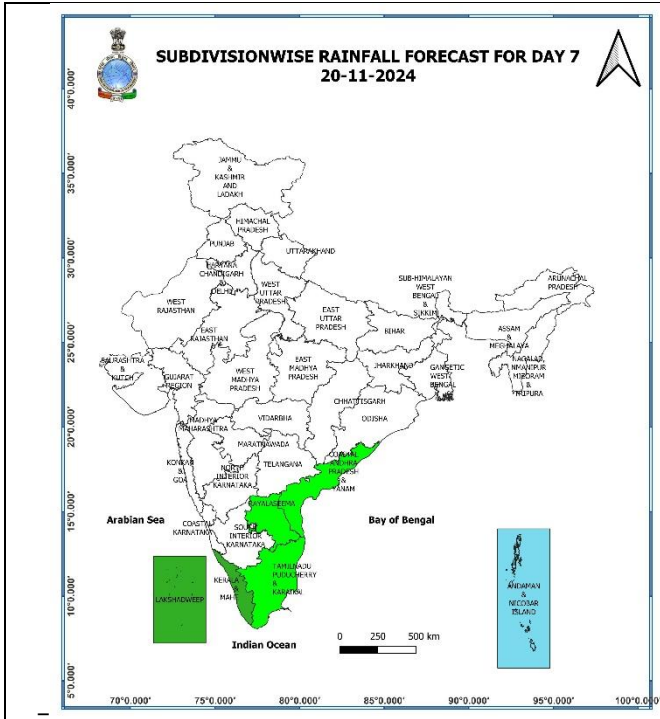 SUBDIVISIONWISE RAINFALL FORECAST FOR DAY 7
20-11-2024
40°0.000'
35°0.000'
30°0.000'
25°0.000'
20°0.000'
15°0.000'
10°0.000'
5°0.000'
JAMMU
&
KASHMIR
AND
LADAKH
HIMACHAL
PRADESH
PUNJAB
UTTARAKHAND
CHANDIGARH
DELHI
WEST
UTTAR
PRADESH
WEST
RAJASTHAN
EAST
RAJASTHAN
EAST
UTTAR
PRADESH
BIHAR
SUB-HIMALAYAN
WEST
BENGAL
&
SIKKIM
ARUNACHAL
PRADESH
ASSAM
&
MEGHALAYA
MIZORAM
&
TRIPURA
SAURASHTRA
&
KUTCH
GUJARAT
REGION
WEST
MADHYA
PRADESH
EAST
MADHYA
PRADESH
JHARKHAND
GANGETIC
WEST
BENGAL
CHHATTISGARH
ODISHA
MADHYA
MAHARASHTRA
VIDARBHA
MARATHWADA
TELANGANA
KONKAN
&
GOA
NORTH
INTERIOR
KARNATAKA
COASTAL
ANDHRA
PRADESH
&
YANAM
RAYALASEEMA
COASTAL
KARNATAKA
SOUTH
INTERIOR
KARNATAKA
TAMILNADU
PUDUCHERRY
&
KARAIKAL
KERALA
&
MAHE
LAKSHADWEEP
ANDAMAN
&
NICOBAR
ISLAND
Arabian Sea
Bay of Bengal
Indian Ocean
0 250 500 km
70°0.000' 75°0.000' 80°0.000' 85°0.000' 90°0.000' 95°0.000' 100°0.000'